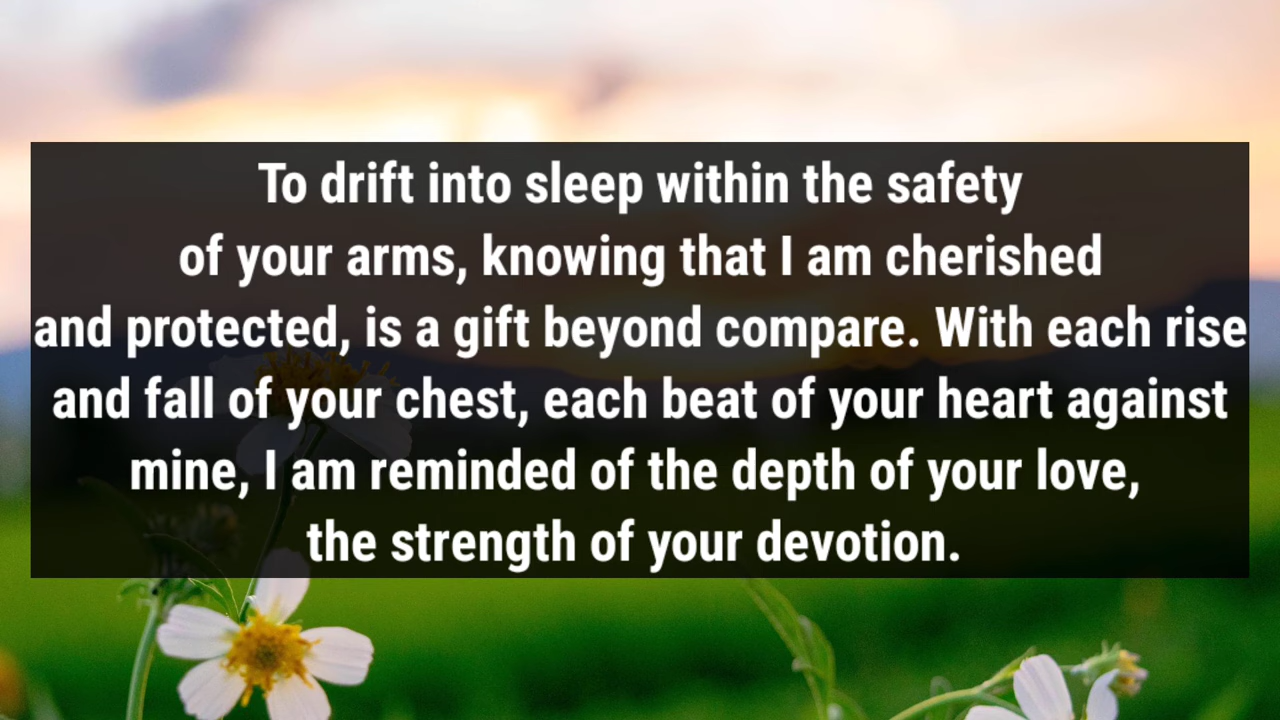 To drift into sleep within the safety
of your arms, knowing that I am cherished
and protected, is a gift beyond compare. With each rise
and fall of your chest, each beat of your heart against
mine, I am reminded of the depth of your love,
the strength of your devotion.